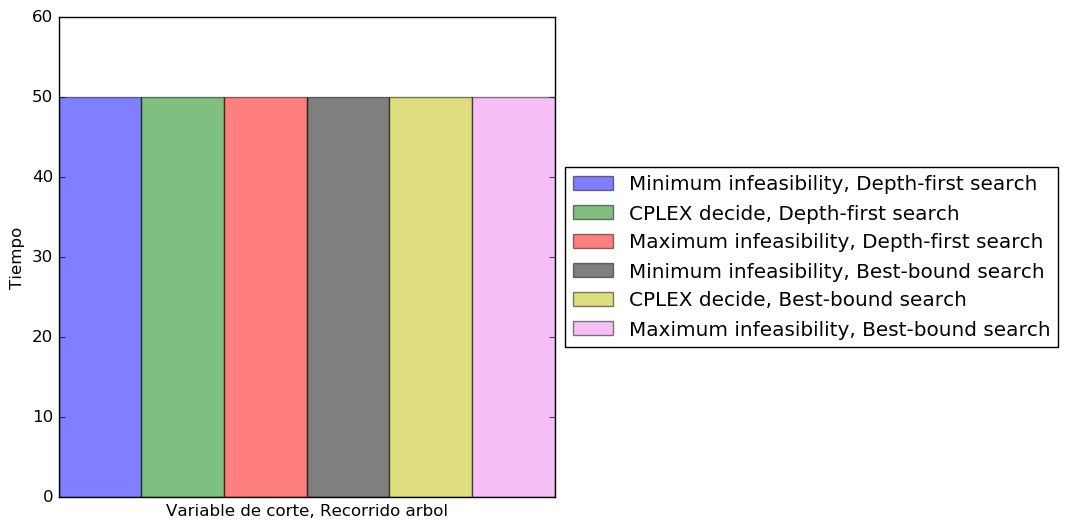 60
50
40
30
20
10
0
Tiempo
Variable de corte, Recorrido arbol
Minimum infeasibility, Depth-first search
CPLEX decide, Depth-first search
Maximum infeasibility, Depth-first search
Minimum infeasibility, Best-bound search
CPLEX decide, Best-bound search
Maximum infeasibility, Best-bound search